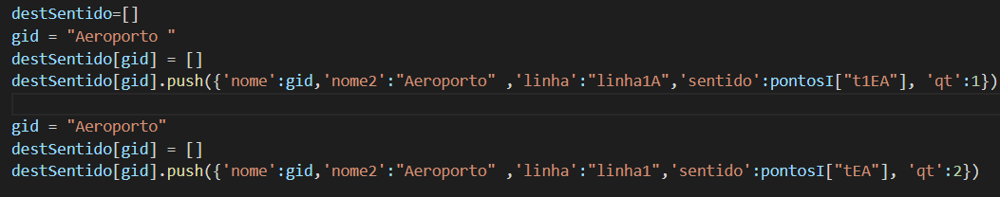 destSentido=[]
gid = "Aeroporto "
destSentido[gid] = []
destSentido[gid].push({'nome':gid,'nome2':"Aeroporto" ,'linha':"linha1A",'sentido':pontosI["t1EA"], 'qt':1})
gid = "Aeroporto"
destSentido[gid] = []
destSentido[gid].push({'nome':gid,'nome2':"Aeroporto" ,'linha':"linha1",'sentido':pontosI["tEA"], 'qt':2})